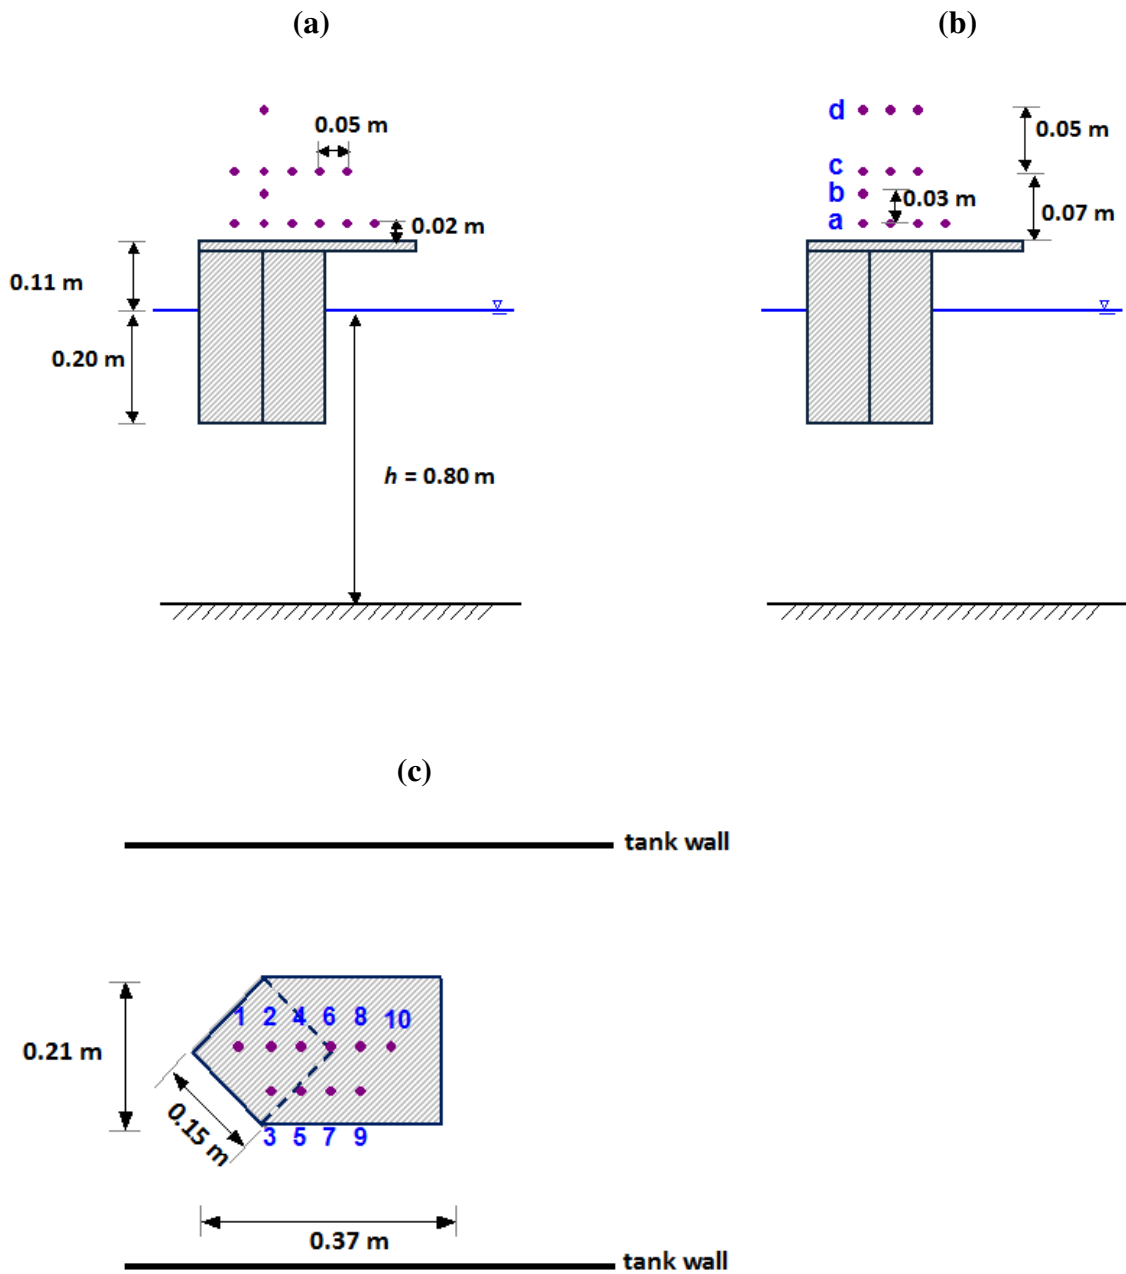 (a)
(b)
0.05 m
0.02 m
0.11 m
0.20 m
h = 0.80 m
d
c
b
a
0.05 m
0.03 m
0.07 m
(c)
tank wall
1 2 4 6 8 10
0.21 m
0.15 m
3 5 7 9
0.37 m
tank wall